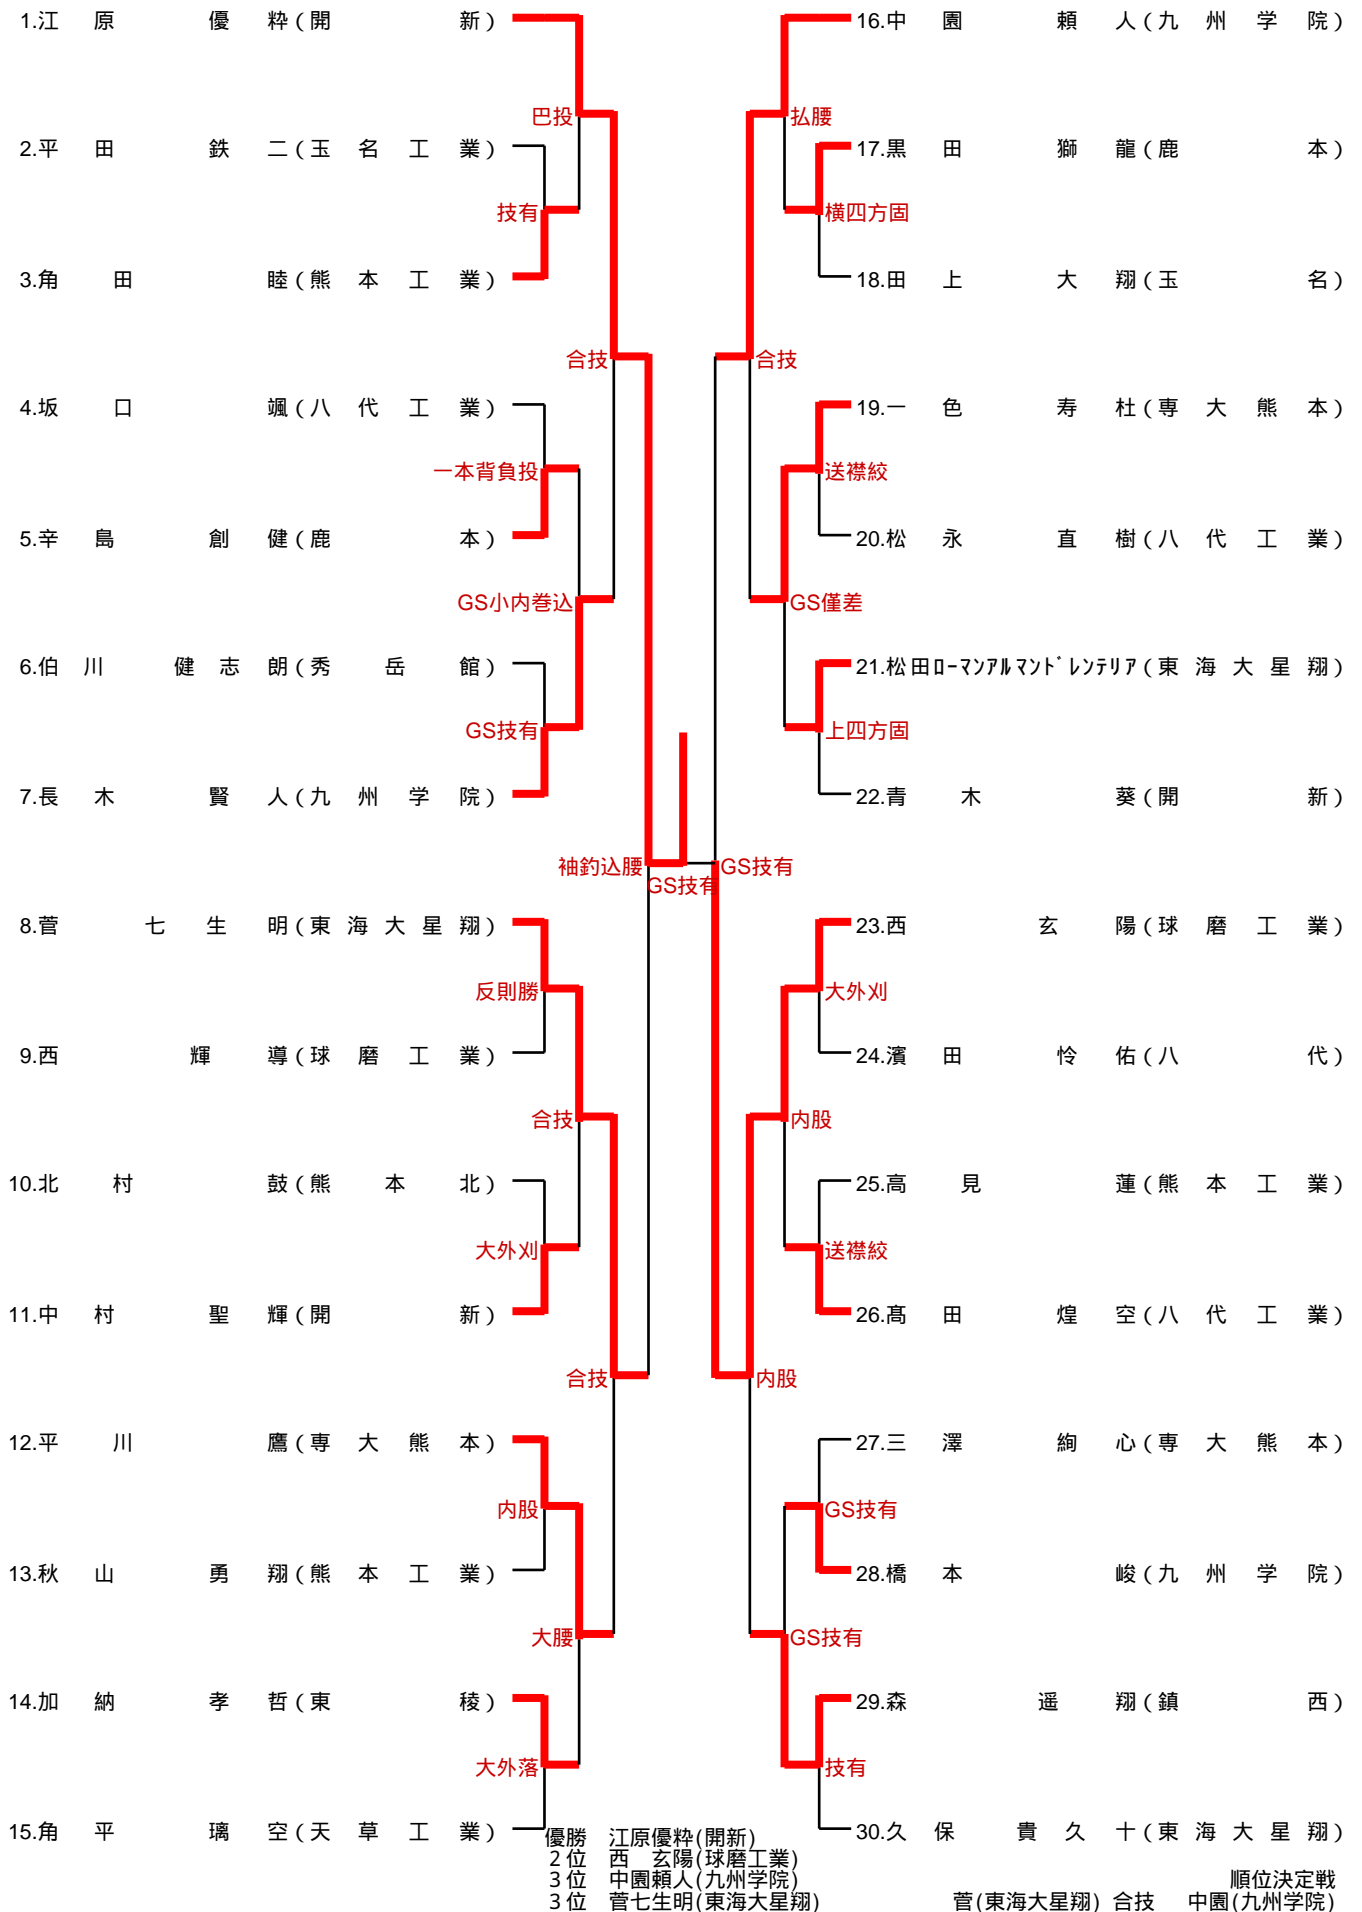 1.江原優粋(開新)
巴投
2.平田鉄二(玉名工業)
技有
3.角田睦(熊本工業)
合技
4.坂口颯(八代工業)
一本背負投
5.辛島創健(鹿本)
GS小内巻込
6.伯川健志朗(秀岳館)
GS技有
7.長木賢人(九州学院)
袖釣込腰
8.菅七生明(東海大星翔)
反則勝
9.西輝導(球磨工業)
合技
10.北村鼓(熊本北)
大外刈
11.中村聖輝(開新)
合技
12.平川鷹(専大熊本)
内股
13.秋山勇翔(熊本工業)
大腰
14.加納孝哲(東稜)
大外落
15.角平璃空(天草工業)
GS技有
16.中園頼人(九州学院)
払腰
17.黒田獅龍(鹿本)
横四方固
18.田上大翔(玉名)
合技
19.一色寿杜(専大熊本)
送襟絞
20.松永直樹(八代工業)
GS僅差
21.松田ﾛｰﾏﾝｱﾙﾏﾝﾄﾞﾚﾝﾃﾘｱ(東海大星翔)
上四方固
22.青木葵(開新)
GS技有
23.西玄陽(球磨工業)
大外刈
24.濱田怜佑(八代)
内股
25.高見蓮(熊本工業)
送襟絞
26.髙田煌空(八代工業)
内股
27.三澤絢心(専大熊本)
GS技有
28.橋本峻(九州学院)
GS技有
29.森遥翔(鎮西)
技有
30.久保貴久十(東海大星翔)
優勝 江原優粋(開新)
2位 西 玄陽(球磨工業)
3位 中園頼人(九州学院)
3位 菅七生明(東海大星翔)
順位決定戦
菅(東海大星翔) 合技 中園(九州学院)